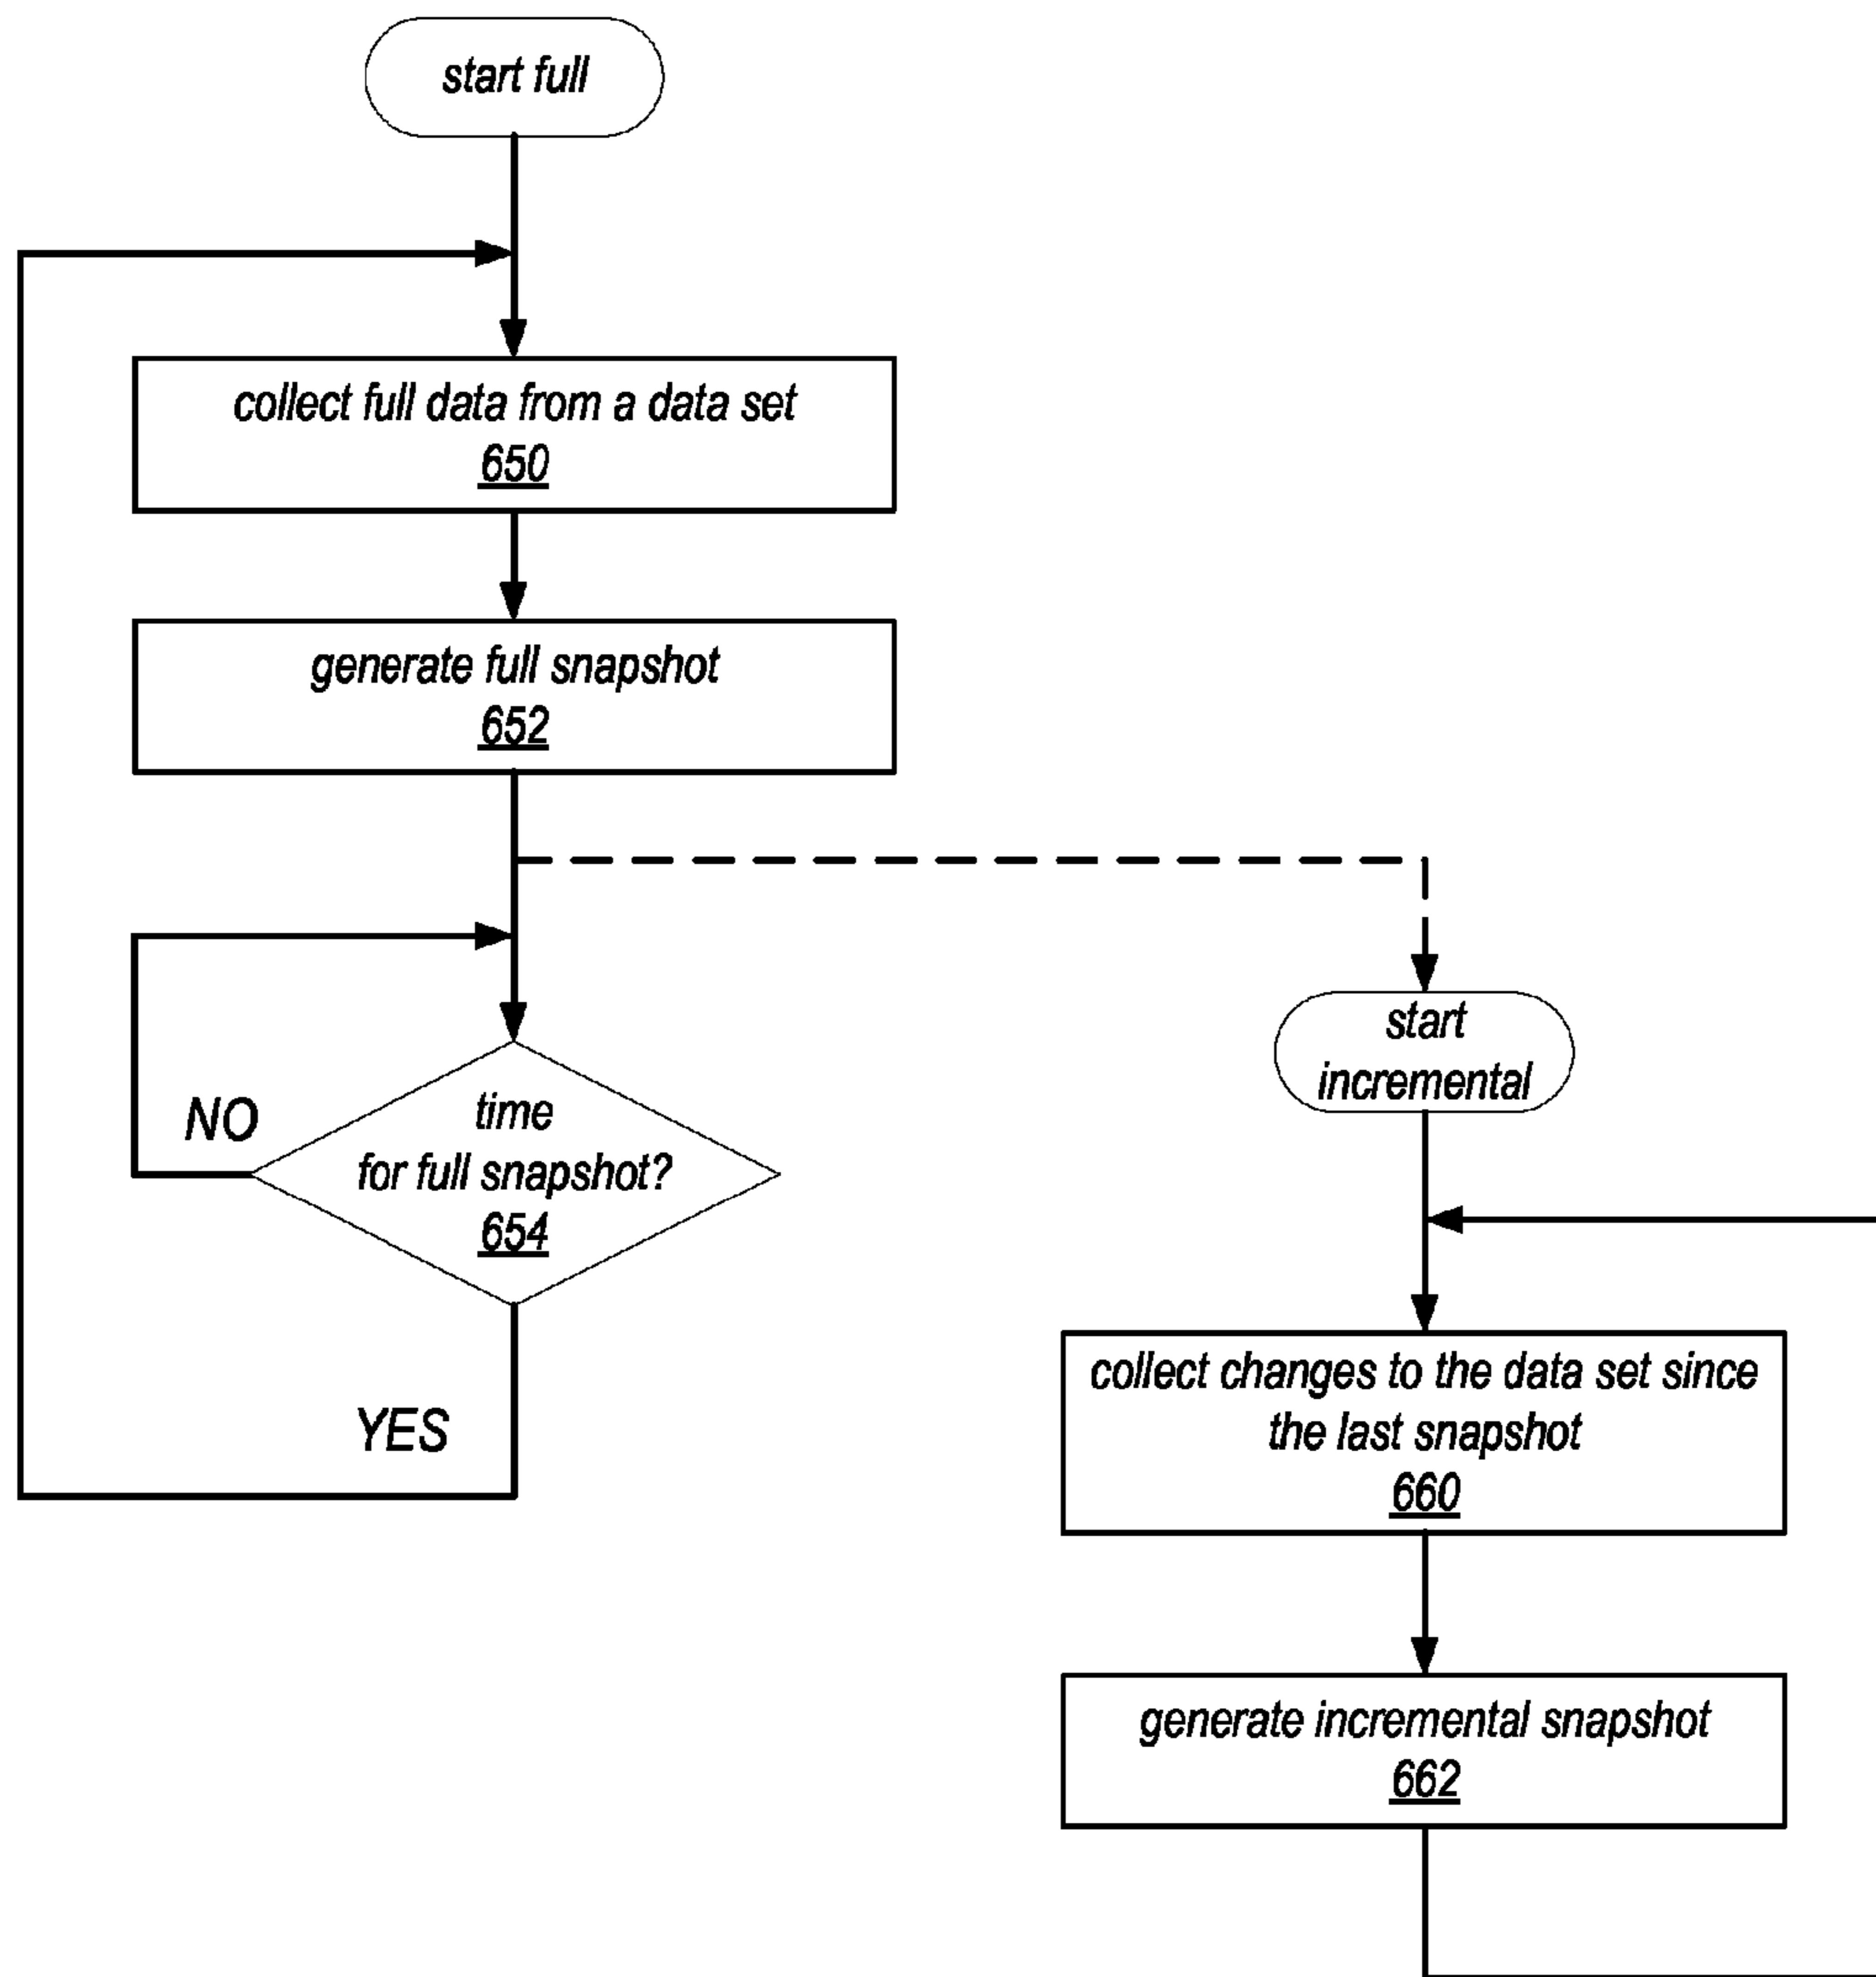 start full
collect full data from a data set
650
generate full snapshot
652
time
for full snapshot?
654
NO
YES
start
incremental
collect changes to the data set since
the last snapshot
660
generate incremental snapshot
662